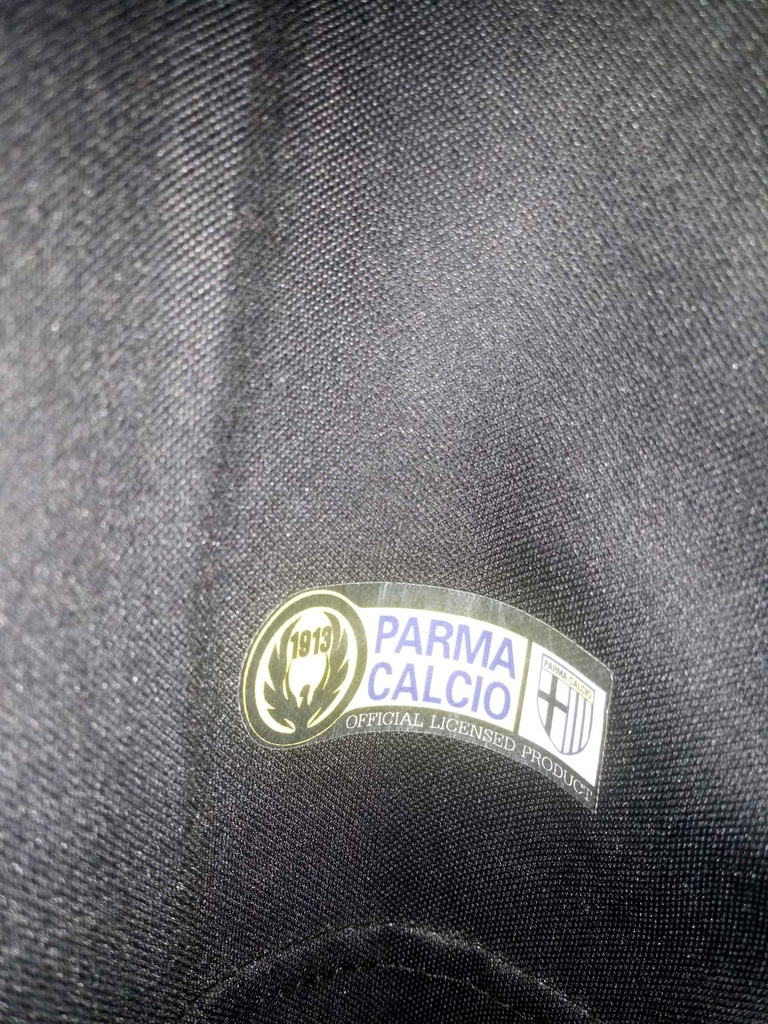 1913
PARMA
CALCIO
OFFICIAL LICENSED PRODUCT
PARMA CALCIO